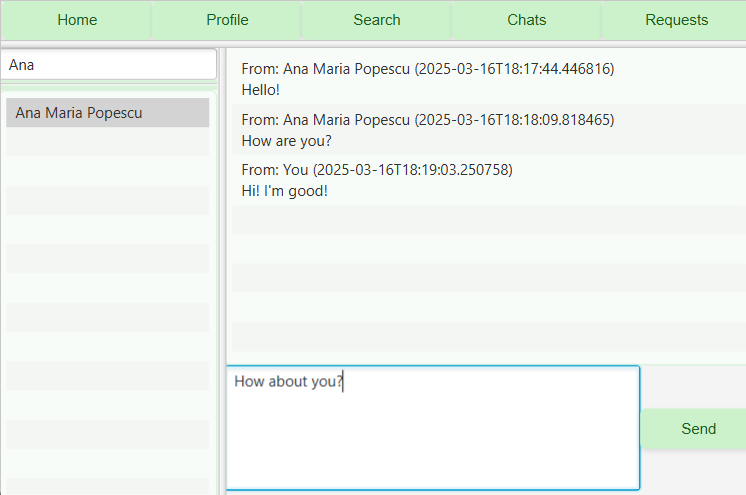 Home Profile Search Chats Requests
Ana
Ana Maria Popescu
From: Ana Maria Popescu (2025-03-16T18:17:44.446816)
Hello!
From: Ana Maria Popescu (2025-03-16T18:18:09.818465)
How are you?
From: You (2025-03-16T18:19:03.250758)
Hi! I'm good!
How about you?
Send